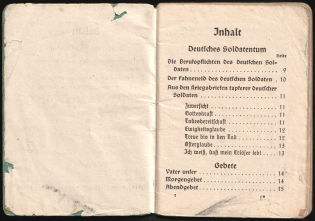 Inhalt
Deutsches Soldatentum
Seite
Die Berufspflichten des deutschen Sol-
daten . . . . . . . . . . . . . . . . 9
Der Fahneneid des deutschen Soldaten . 10
Aus den Kriegsbriefen tapferer deutscher
Soldaten . . . . . . . . . . . . . . . 11
Zuversicht . . . . . . . . . . . . . . 11
Gotteskraft . . . . . . . . . . . . . . 11
Todesbereitschaft . . . . . . . . . . . 11
Ewigkeitsglaube . . . . . . . . . . . . 12
Treue bis in den Tod . . . . . . . . . . 12
Osterglaube . . . . . . . . . . . . . . 13
Ich weiß, daß mein Erlöser lebt . . . . 13
Gebete
Vater unser . . . . . . . . . . . . . . 14
Morgengebet . . . . . . . . . . . . . . 14
Abendgebet . . . . . . . . . . . . . . 15